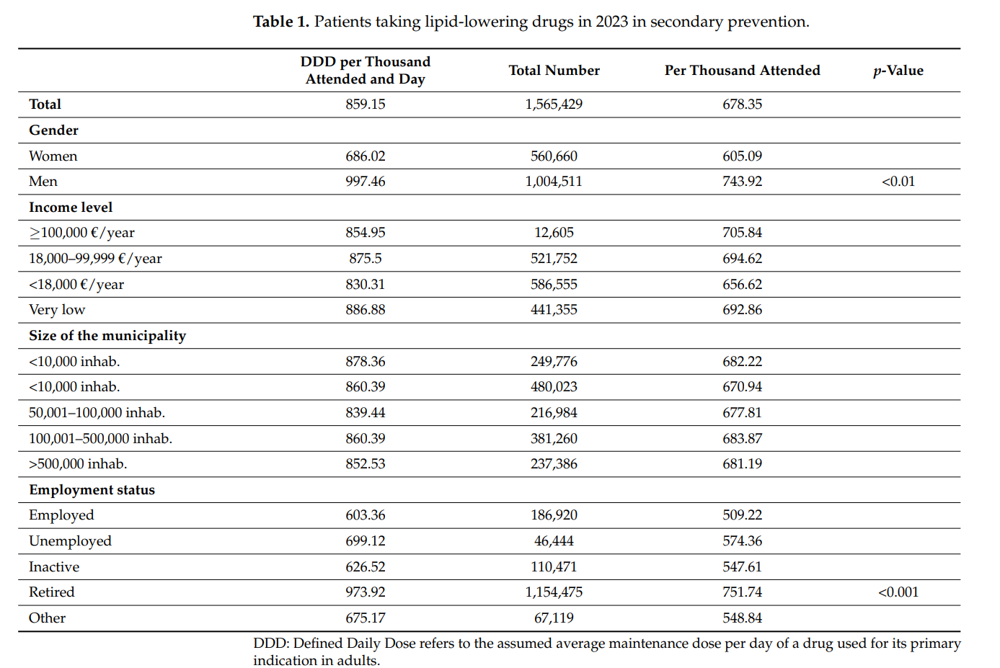 Table 1. Patients taking lipid-lowering drugs in 2023 in secondary prevention.
DDD per Thousand Attended and Day Total Number Per Thousand Attended p-Value
Total 859.15 1,565,429 678.35
Gender
Women 686.02 560,660 605.09
Men 997.46 1,004,511 743.92 <0.01
Income level
≥100,000 €/year 854.95 12,605 705.84
18,000–99,999 €/year 875.5 521,752 694.62
<18,000 €/year 830.31 586,555 656.62
Very low 886.88 441,355 692.86
Size of the municipality
<10,000 inhab. 878.36 249,776 682.22
<10,000 inhab. 860.39 480,023 670.94
50,001–100,000 inhab. 839.44 216,984 677.81
100,001–500,000 inhab. 860.39 381,260 683.87
>500,000 inhab. 852.53 237,386 681.19
Employment status
Employed 603.36 186,920 509.22
Unemployed 699.12 46,444 574.36
Inactive 626.52 110,471 547.61
Retired 973.92 1,154,475 751.74 <0.001
Other 675.17 67,119 548.84
DDD: Defined Daily Dose refers to the assumed average maintenance dose per day of a drug used for its primary
indication in adults.